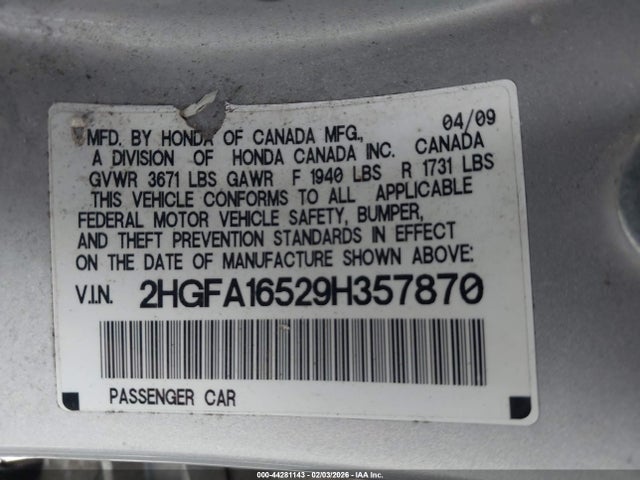 04/09
MFD. BY HONDA OF CANADA MFG.,
A DIVISION OF HONDA CANADA INC. CANADA
GVWR 3671 LBS GAWR F 1940 LBS R 1731 LBS
THIS VEHICLE CONFORMS TO ALL APPLICABLE
FEDERAL MOTOR VEHICLE SAFETY, BUMPER,
AND THEFT PREVENTION STANDARDS IN EFFECT
ON THE DATE OF MANUFACTURE SHOWN ABOVE:
V.I.N. 2HGFA16529H357870
PASSENGER CAR
000-44281143 - 02/03/2026 - IAA Inc.